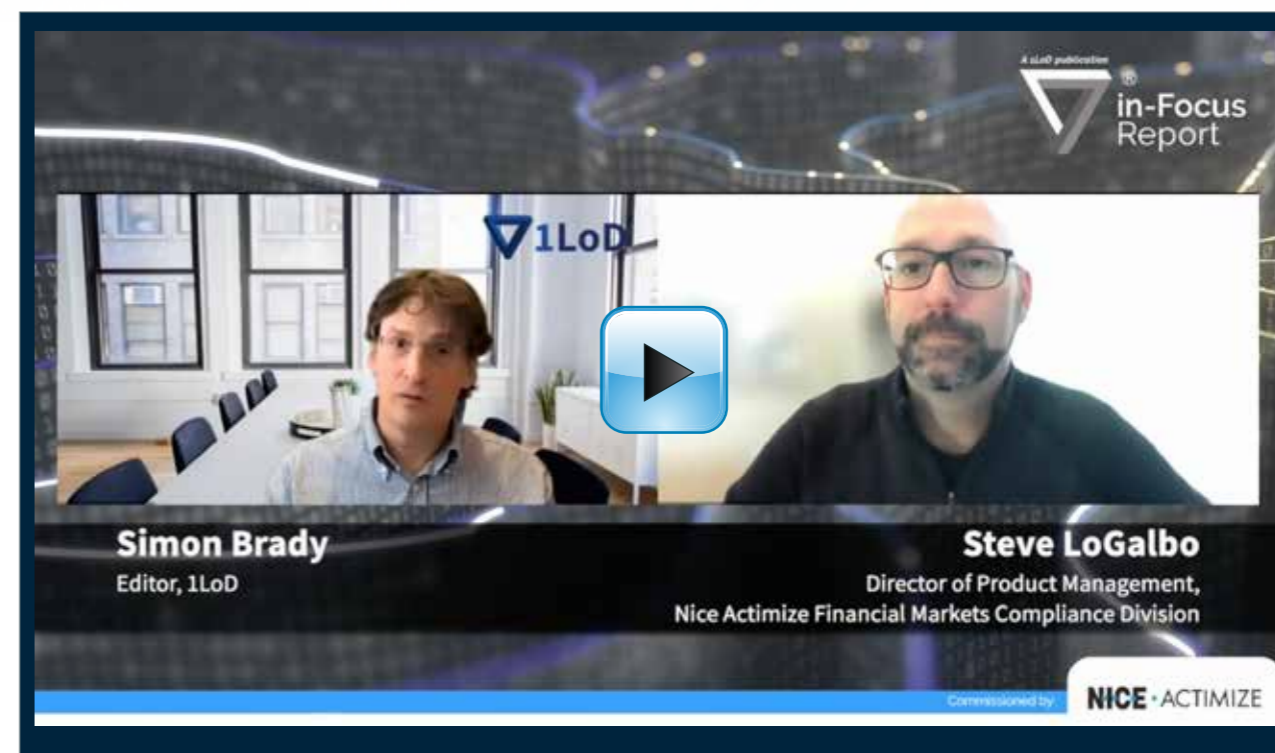 A 1LoD publication
®
in-Focus
Report
1LoD
Simon Brady
Editor, 1LoD
Steve LoGalbo
Director of Product Management,
Nice Actimize Financial Markets Compliance Division
Commissioned by
NICE · ACTIMIZE